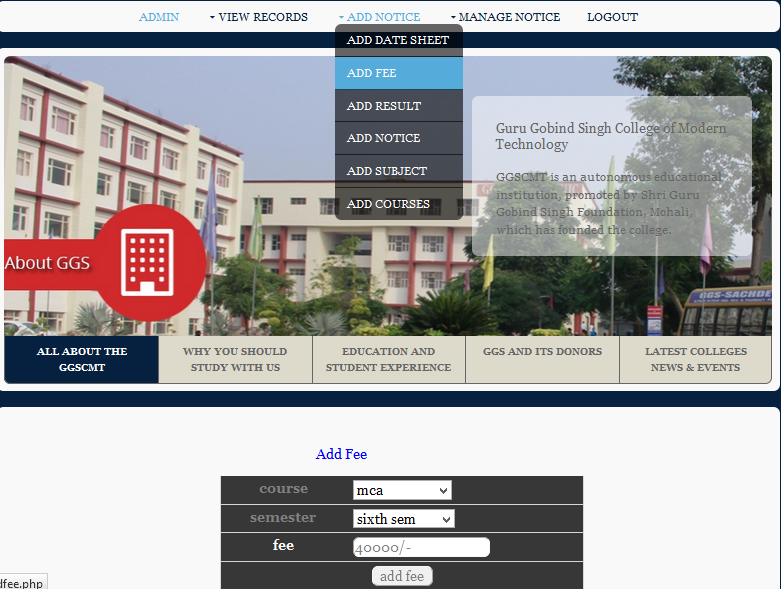 ADMIN VIEW RECORDS ADD NOTICE MANAGE NOTICE LOGOUT
ADD DATE SHEET
ADD FEE
ADD RESULT
ADD NOTICE
ADD SUBJECT
ADD COURSES
Guru Gobind Singh College of Modern
Technology
GGSCMT is an autonomous educational
institution, promoted by Shri Guru
Gobind Singh Foundation, Mohali,
which has founded the college.
About GGS
GGS-SACHDE
ALL ABOUT THE
GGSCMT
WHY YOU SHOULD
STUDY WITH US
EDUCATION AND
STUDENT EXPERIENCE
GGS AND ITS DONORS
LATEST COLLEGES
NEWS & EVENTS
Add Fee
course mca
semester sixth sem
fee 40000/-
add fee
dfee.php